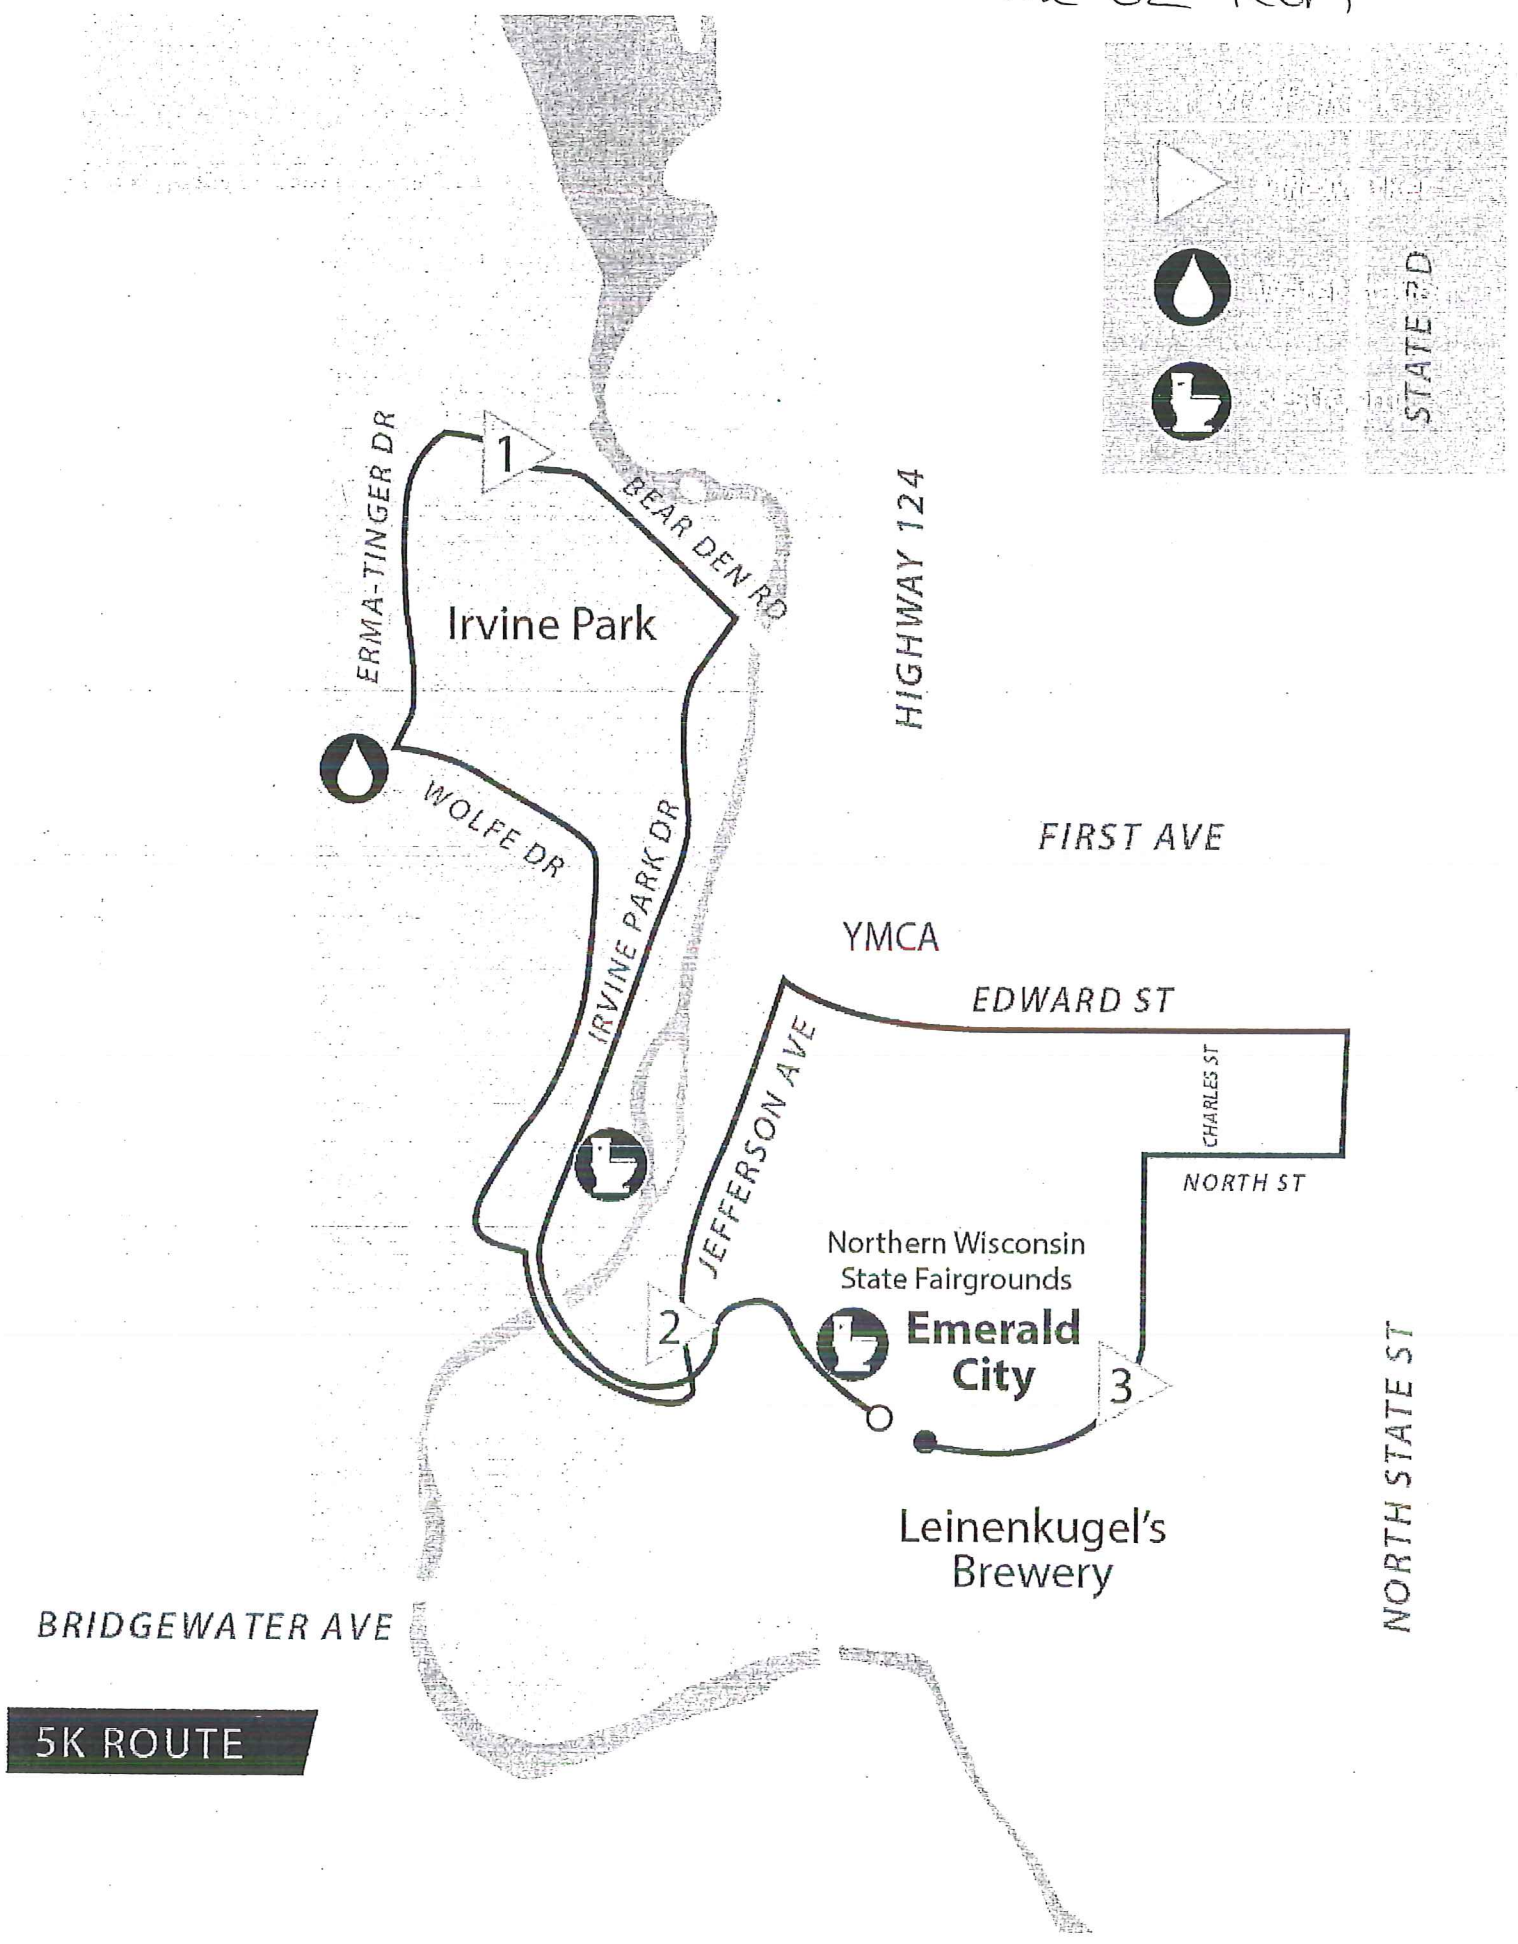 STATE RD
1
BEAR DEN RD
ERMA-TINGER DR
HIGHWAY 124
Irvine Park
WOLFE DR
IRVINE PARK DR
FIRST AVE
YMCA
EDWARD ST
JEFFERSON AVE
CHARLES ST
NORTH ST
Northern Wisconsin
State Fairgrounds
Emerald
City
2
3
NORTH STATE ST
Leinenkugel's
Brewery
BRIDGEWATER AVE
5K ROUTE